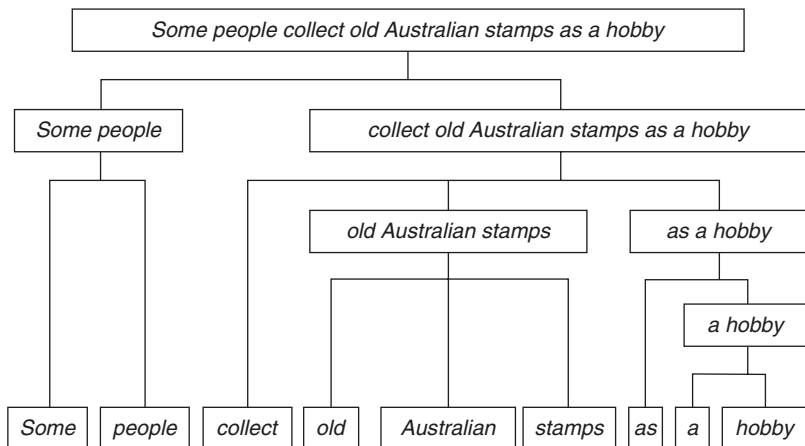 Some people collect old Australian stamps as a hobby
Some people
collect old Australian stamps as a hobby
old Australian stamps
as a hobby
a hobby
Some
people
collect
old
Australian
stamps
as
a
hobby